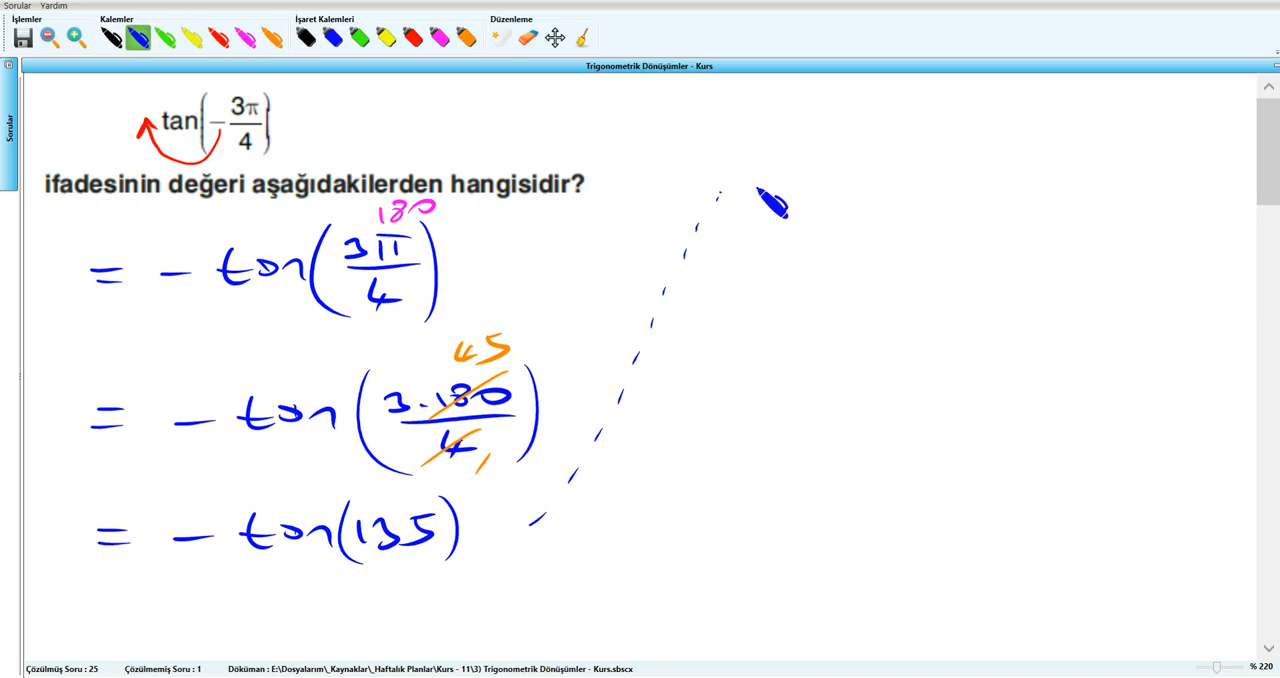 Sorular Yardım
İşlemler Kalemler İşaret Kalemleri Düzenleme
Trigonometrik Dönüşümler - Kurs
Sorular
tan(-3π/4)
ifadesinin değeri aşağıdakilerden hangisidir?
180
= - tan(3π/4)
45
= - tan(3.180/4)
1
= - tan(135)
Çözülmüş Soru : 25 Çözülmemiş Soru : 1 Döküman : E:\Dosyalarım\_Kaynaklar\_Haftalık Planlar\Kurs - 11\3) Trigonometrik Dönüşümler - Kurs.sbscx % 220